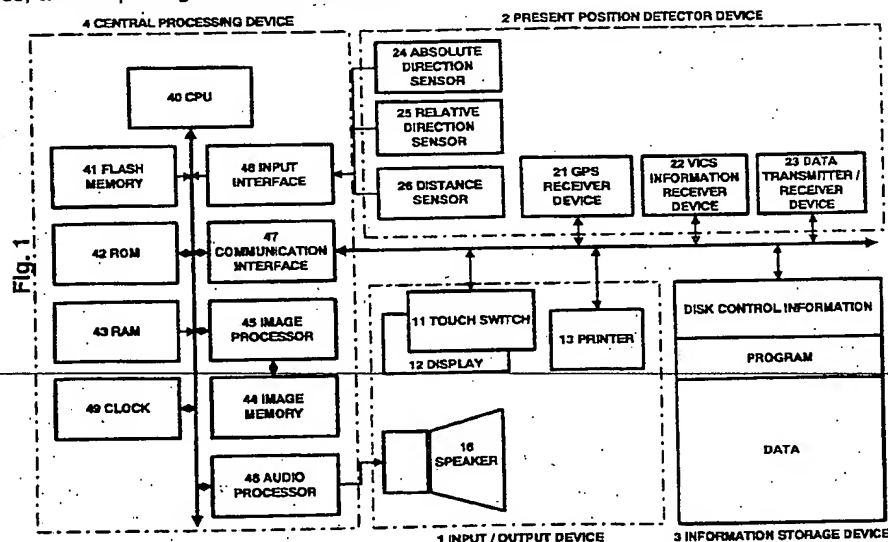 4 CENTRAL PROCESSING DEVICE
2 PRESENT POSITION DETECTOR DEVICE
40 CPU
24 ABSOLUTE
DIRECTION
SENSOR
25 RELATIVE
DIRECTION
SENSOR
26 DISTANCE
SENSOR
21 GPS
RECEIVER
DEVICE
22 VICS
INFORMATION
RECEIVER
DEVICE
23 DATA
TRANSMITTER /
RECEIVER
DEVICE
41 FLASH
MEMORY
48 INPUT
INTERFACE
42 ROM
47
COMMUNICATION
INTERFACE
43 RAM
45 IMAGE
PROCESSOR
49 CLOCK
44 IMAGE
MEMORY
46 AUDIO
PROCESSOR
11 TOUCH SWITCH
12 DISPLAY
13 PRINTER
16
SPEAKER
DISK CONTROL INFORMATION
PROGRAM
DATA
1 INPUT / OUTPUT DEVICE
3 INFORMATION STORAGE DEVICE
Fig. 1